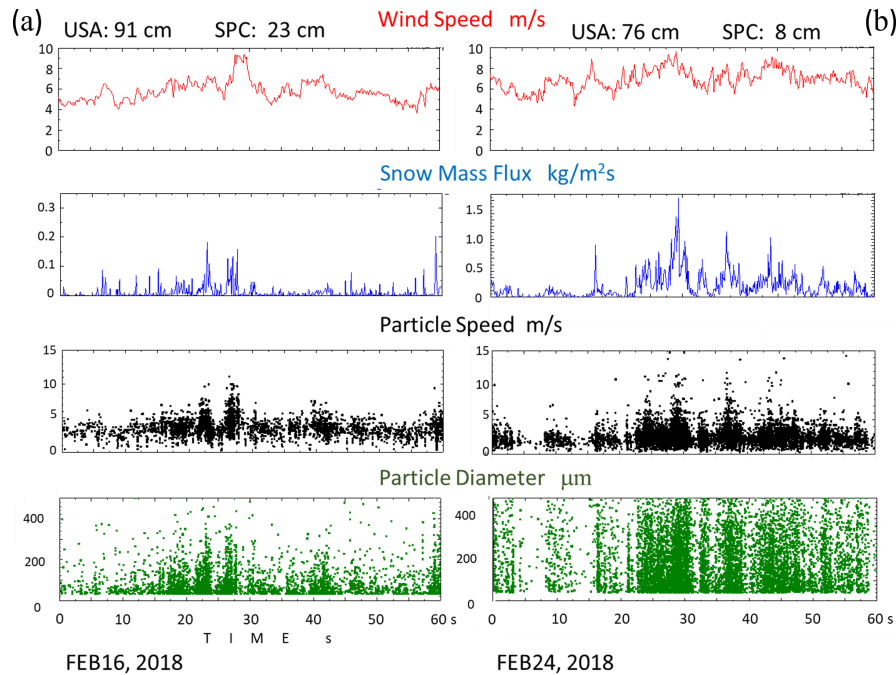 (a) Wind Speed m/s (b)
USA: 91 cm SPC: 23 cm USA: 76 cm SPC: 8 cm
10 10
8 8
6 6
4 4
2 2
0 0
Snow Mass Flux kg/m²s
0.3 1.5
0.2 1.0
0.1 0.5
0 0
Particle Speed m/s
15 15
10 10
5 5
0 0
Particle Diameter μm
400 400
200 200
0 0
0 10 20 30 40 50 60 s 0 10 20 30 40 50 60 s
T I M E s
FEB16, 2018 FEB24, 2018